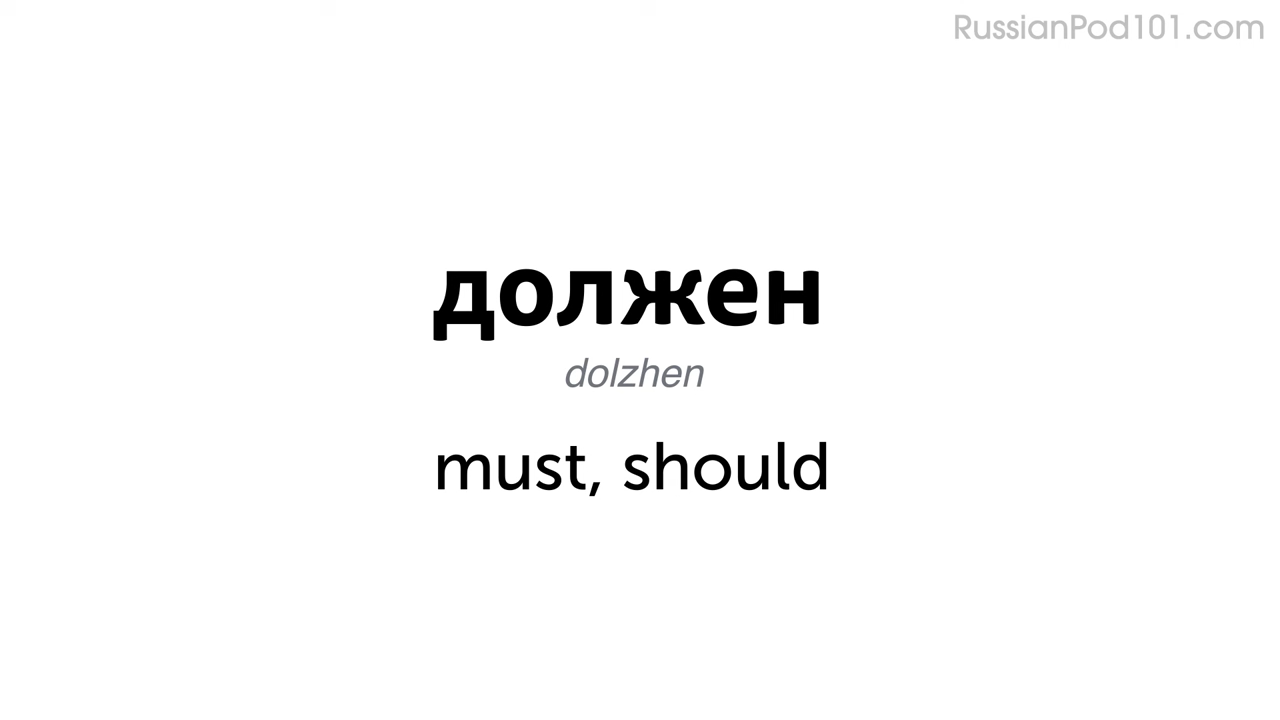 RussianPod101.com
должен
dolzhen
must, should